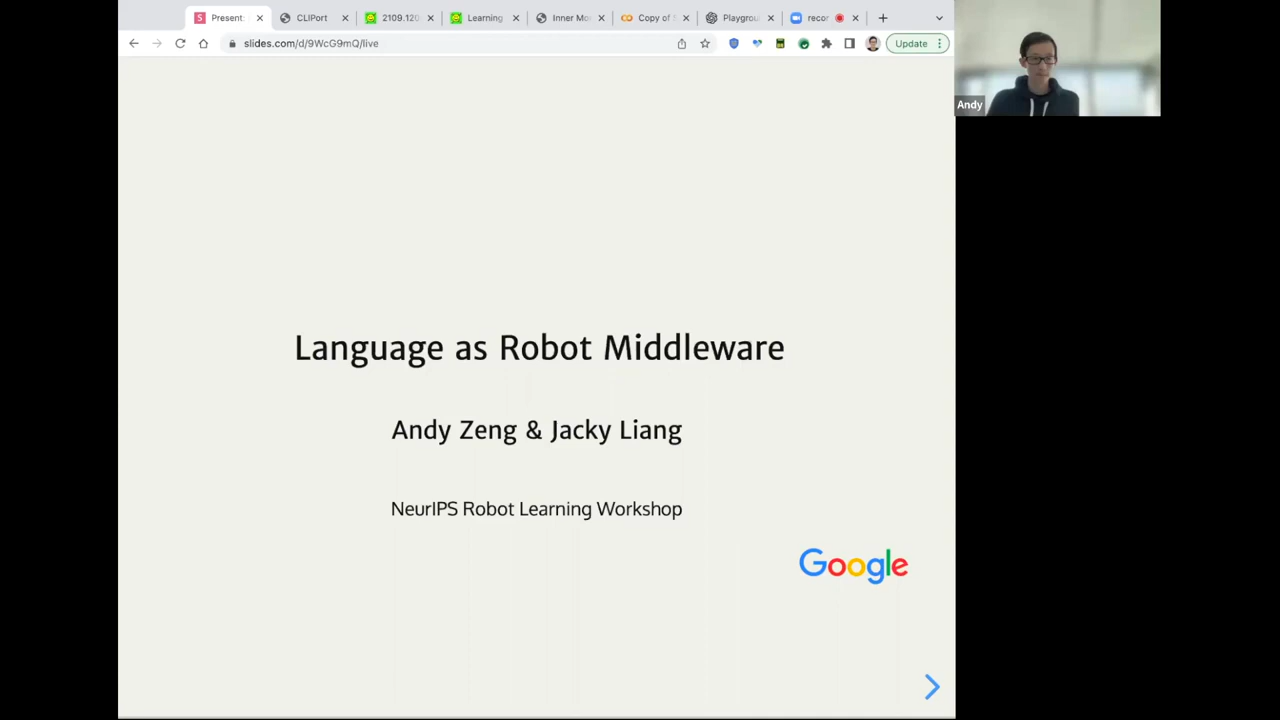 Present:
CLIPort
2109.120
Learning
Inner Mo
Copy of S
Playgrou
recor
slides.com/d/9WcG9mQ/live
Update
Andy
Language as Robot Middleware
Andy Zeng & Jacky Liang
NeurIPS Robot Learning Workshop
Google